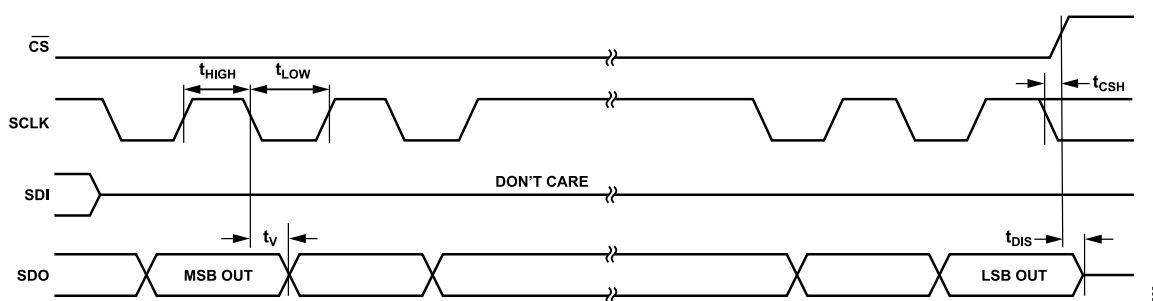 CS
tHIGH tLOW
tCSH
SCLK
DON'T CARE
SDI
tV
tDIS
SDO MSB OUT LSB OUT